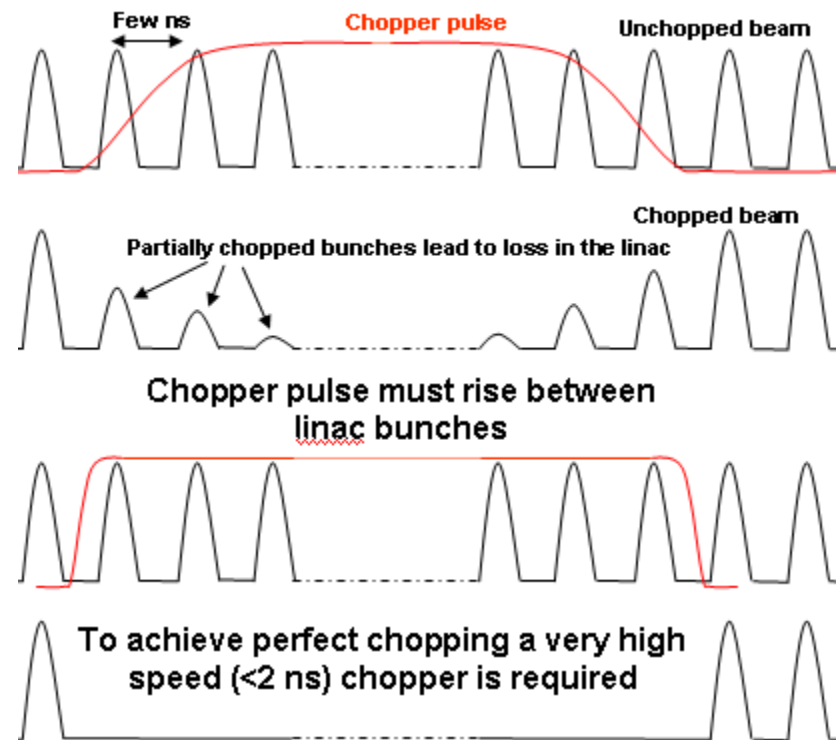 Few ns
Chopper pulse
Unchopped beam
Chopped beam
Partially chopped bunches lead to loss in the linac
Chopper pulse must rise between
linac bunches
To achieve perfect chopping a very high
speed (<2 ns) chopper is required